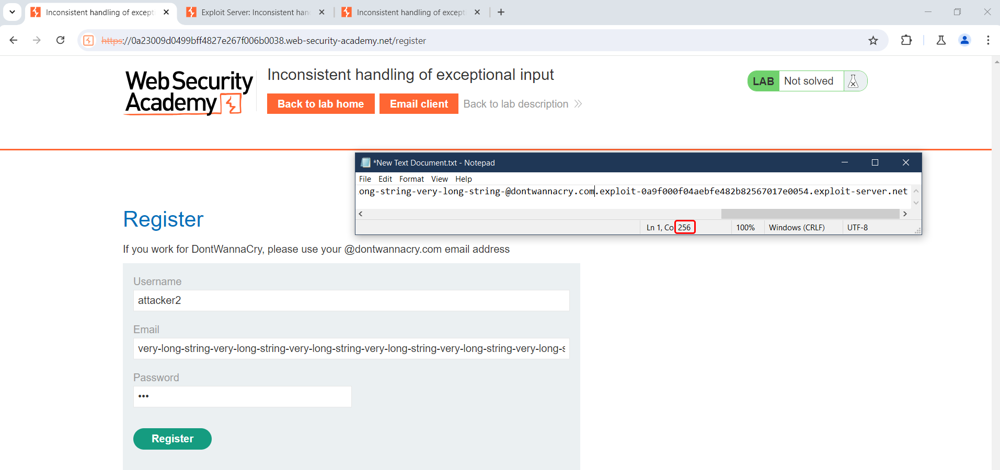 Inconsistent handling of except
Exploit Server: Inconsistent han
Inconsistent handling of except
https://0a23009d0499bff4827e267f006b0038.web-security-academy.net/register
Web Security
Academy
Inconsistent handling of exceptional input
Back to lab home
Email client
Back to lab description
LAB
Not solved
*New Text Document.txt - Notepad
File Edit Format View Help
ong-string-very-long-string-@dontwannacry.com.exploit-0a9f000f04aebfe482b82567017e0054.exploit-server.net
Ln 1, Co 256
100%
Windows (CRLF)
UTF-8
Register
If you work for DontWannaCry, please use your @dontwannacry.com email address
Username
attacker2
Email
very-long-string-very-long-string-very-long-string-very-long-string-very-long-string-very-long-s
Password
•••
Register